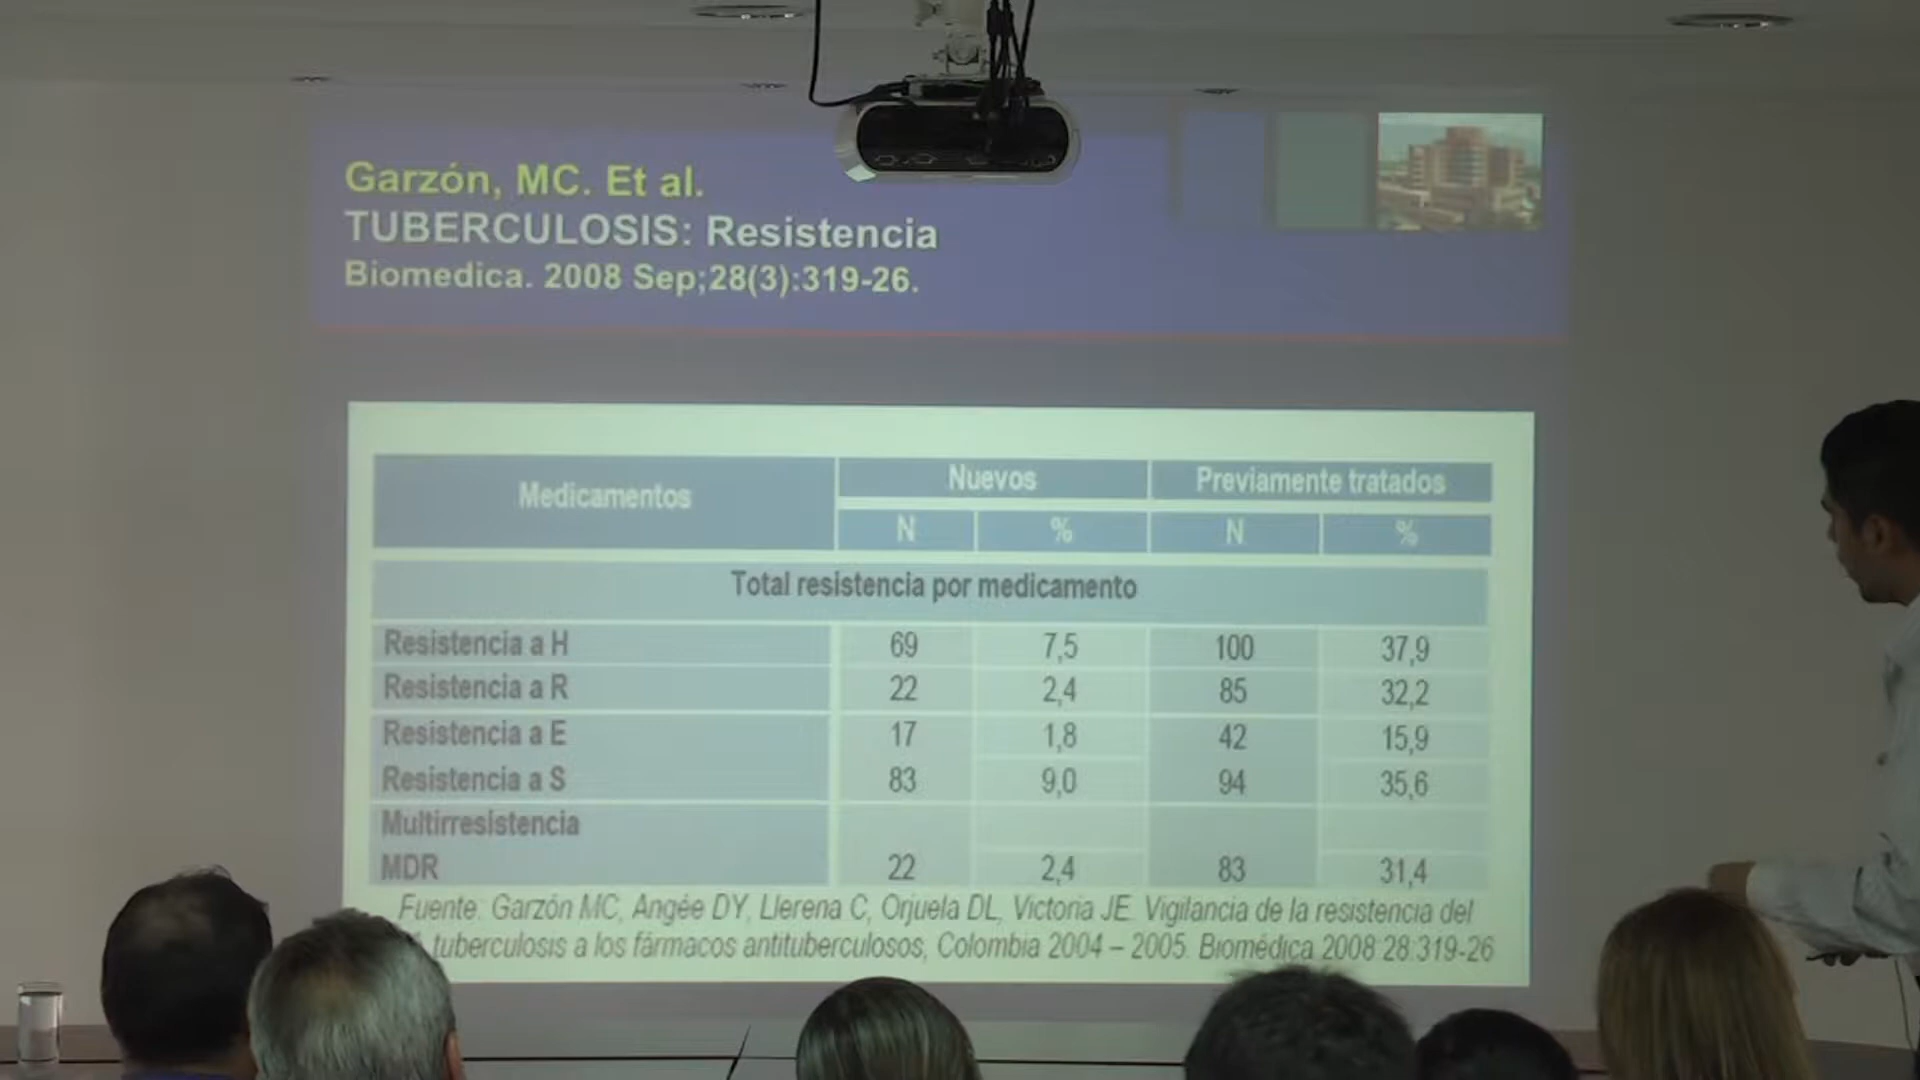 Garzón, MC. Et al.
TUBERCULOSIS: Resistencia
Biomedica. 2008 Sep;28(3):319-26.
Medicamentos Nuevos Previamente tratados
N % N %
Total resistencia por medicamento
Resistencia a H 69 7,5 100 37,9
Resistencia a R 22 2,4 85 32,2
Resistencia a E 17 1,8 42 15,9
Resistencia a S 83 9,0 94 35,6
Multirresistencia
MDR 22 2,4 83 31,4
Fuente: Garzón MC, Angée DY, Llerena C, Orjuela DL, Victoria JE. Vigilancia de la resistencia del
tuberculosis a los fármacos antituberculosos, Colombia 2004 – 2005. Biomédica 2008:28:319-26